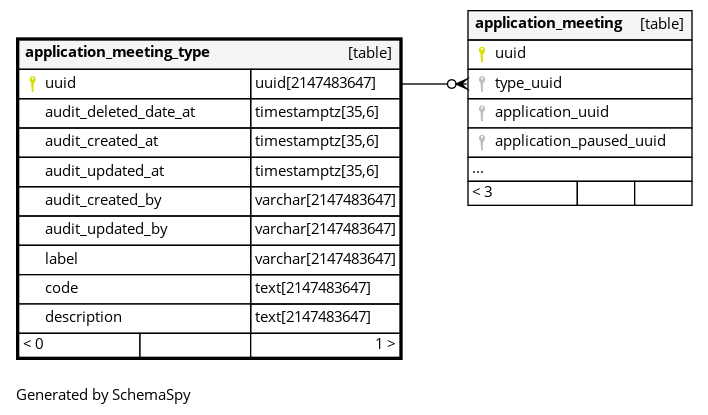 application_meeting_type [table]
uuid uuid[2147483647]
audit_deleted_date_at timestamptz[35,6]
audit_created_at timestamptz[35,6]
audit_updated_at timestamptz[35,6]
audit_created_by varchar[2147483647]
audit_updated_by varchar[2147483647]
label varchar[2147483647]
code text[2147483647]
description text[2147483647]
< 0 1 >
application_meeting [table]
uuid
type_uuid
application_uuid
application_paused_uuid
...
< 3
Generated by SchemaSpy